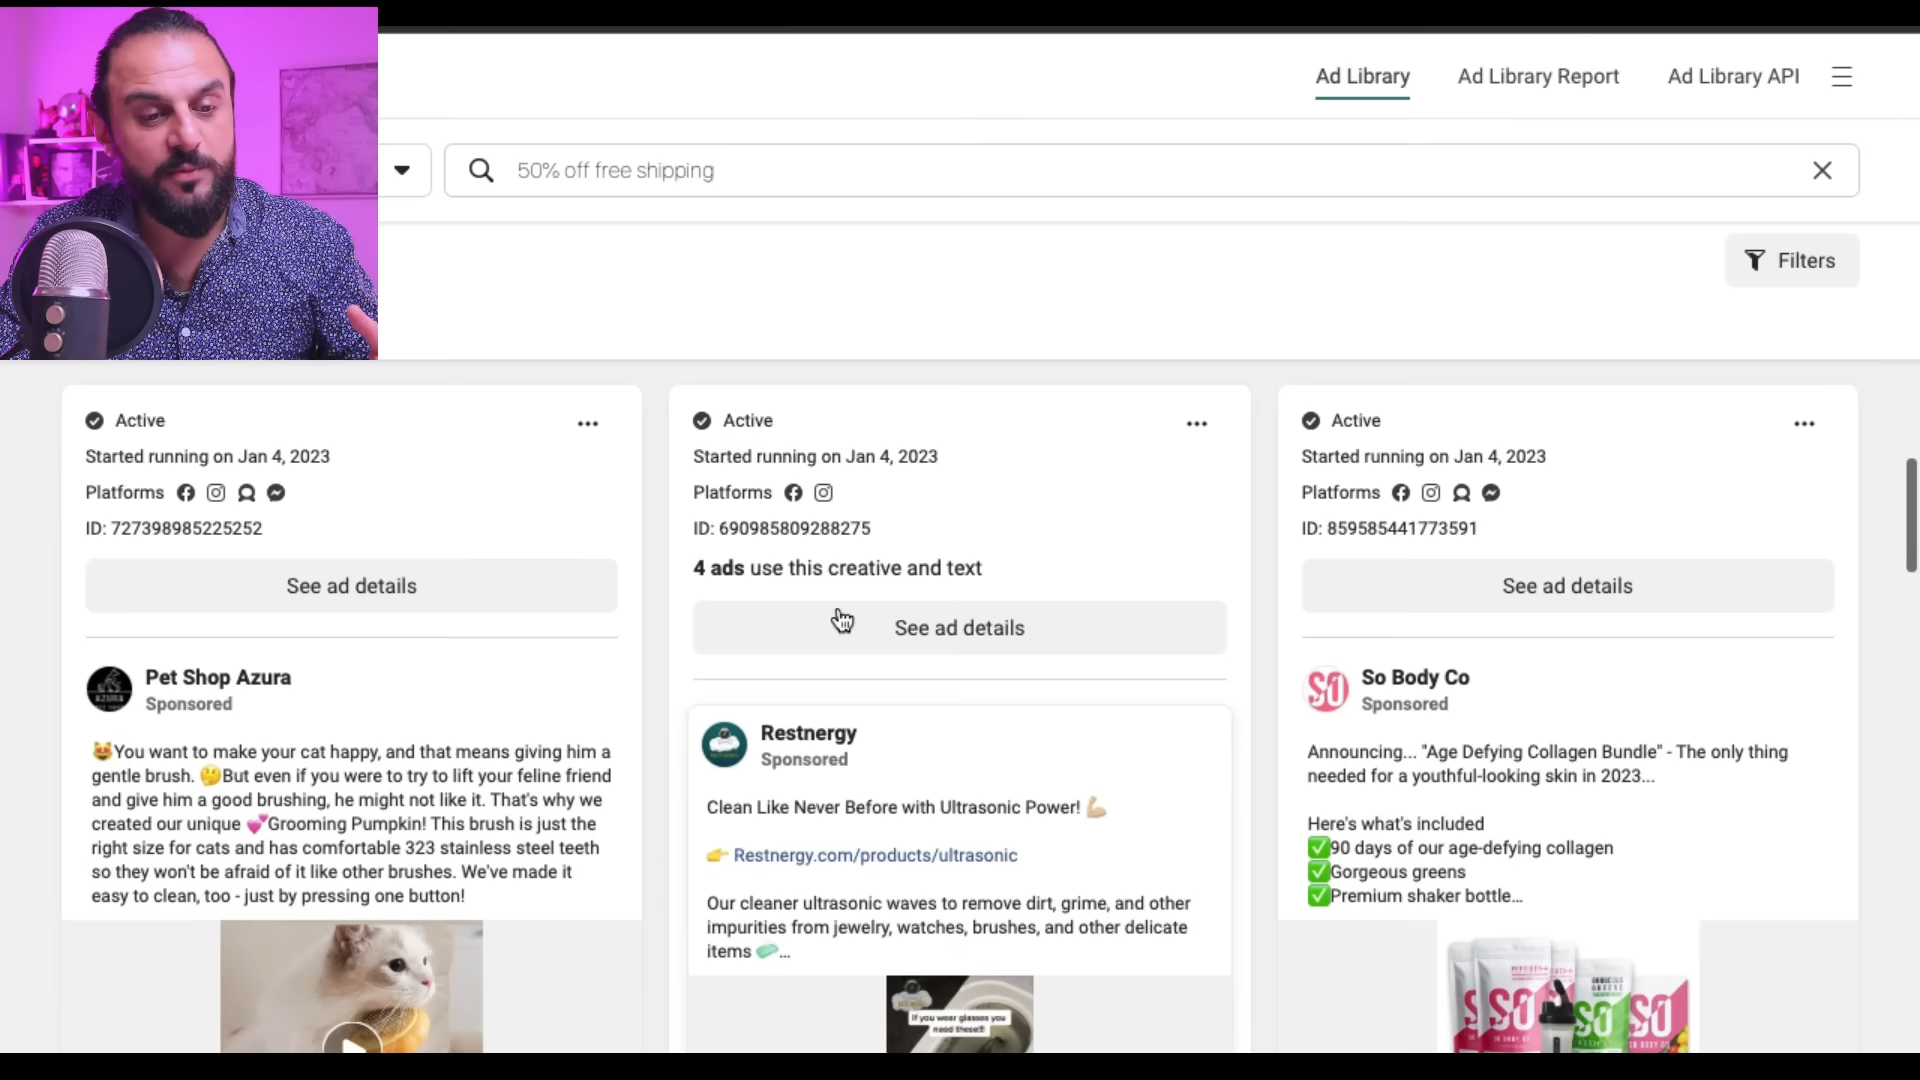 Ad Library
Ad Library Report
Ad Library API
50% off free shipping
Filters
Active
Started running on Jan 4, 2023
Platforms
ID: 727398985225252
See ad details
Pet Shop Azura
Sponsored
😻You want to make your cat happy, and that means giving him a
gentle brush. 🤔But even if you were to try to lift your feline friend
and give him a good brushing, he might not like it. That's why we
created our unique 💕Grooming Pumpkin! This brush is just the
right size for cats and has comfortable 323 stainless steel teeth
so they won't be afraid of it like other brushes. We've made it
easy to clean, too - just by pressing one button!
Active
Started running on Jan 4, 2023
Platforms
ID: 690985809288275
4 ads use this creative and text
See ad details
Restnergy
Sponsored
Clean Like Never Before with Ultrasonic Power! 💪🏼
👉 Restnergy.com/products/ultrasonic
Our cleaner ultrasonic waves to remove dirt, grime, and other
impurities from jewelry, watches, brushes, and other delicate
items 🧼...
If you wear glasses you
need these!!!
Active
Started running on Jan 4, 2023
Platforms
ID: 859585441773591
See ad details
SO
So Body Co
Sponsored
Announcing... "Age Defying Collagen Bundle" - The only thing
needed for a youthful-looking skin in 2023...
Here's what's included
✅90 days of our age-defying collagen
✅Gorgeous greens
✅Premium shaker bottle...
SO
SO
SO